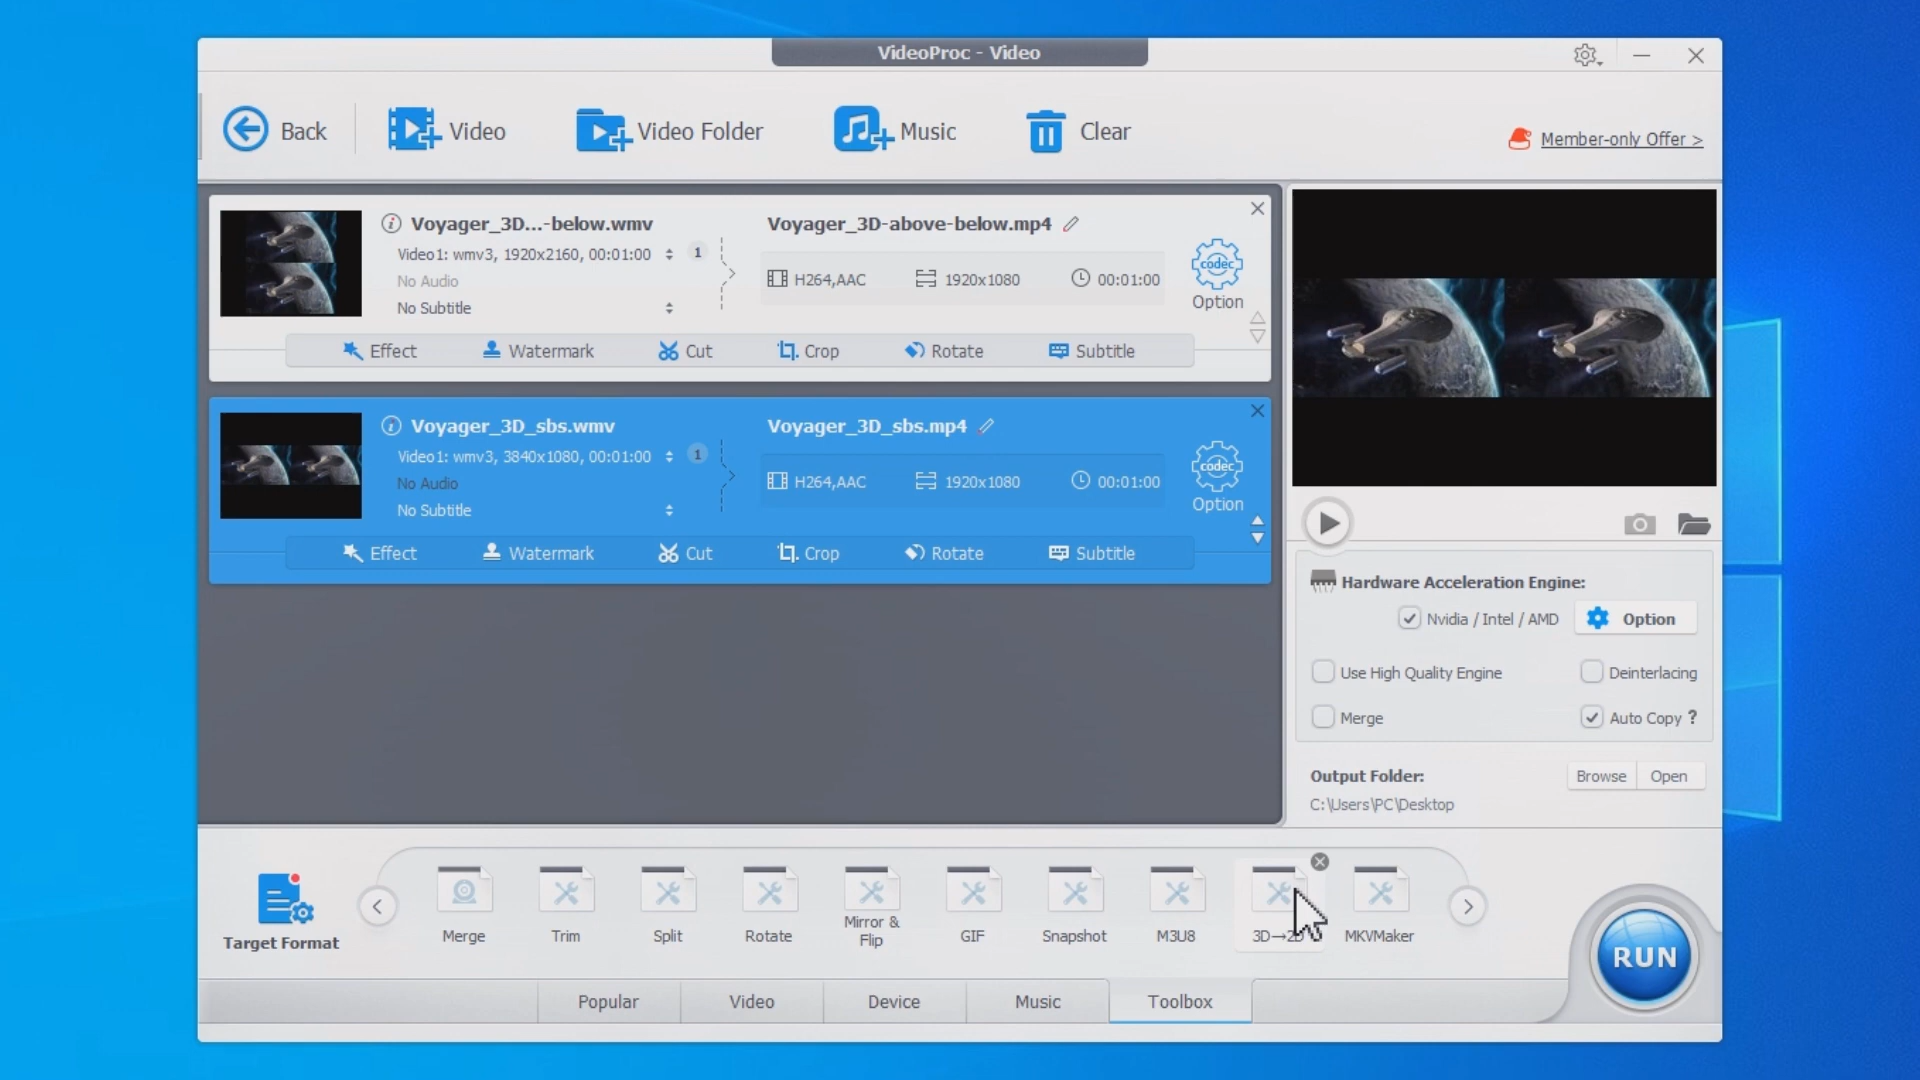 VideoProc - Video
Back
Video
Video Folder
Music
Clear
Member-only Offer >
Voyager_3D...-below.wmv
Video1: wmv3, 1920x2160, 00:01:00
1
No Audio
No Subtitle
Voyager_3D-above-below.mp4
H264,AAC
1920x1080
00:01:00
codec
Option
Effect
Watermark
Cut
Crop
Rotate
Subtitle
Voyager_3D_sbs.wmv
Video1: wmv3, 3840x1080, 00:01:00
1
No Audio
No Subtitle
Voyager_3D_sbs.mp4
H264,AAC
1920x1080
00:01:00
codec
Option
Effect
Watermark
Cut
Crop
Rotate
Subtitle
Hardware Acceleration Engine:
Nvidia / Intel / AMD
Option
Use High Quality Engine
Deinterlacing
Merge
Auto Copy ?
Output Folder:
Browse
Open
C:\Users\PC\Desktop
Target Format
Merge
Trim
Split
Rotate
Mirror &
Flip
GIF
Snapshot
M3U8
3D→2D
MKVMaker
RUN
Popular
Video
Device
Music
Toolbox